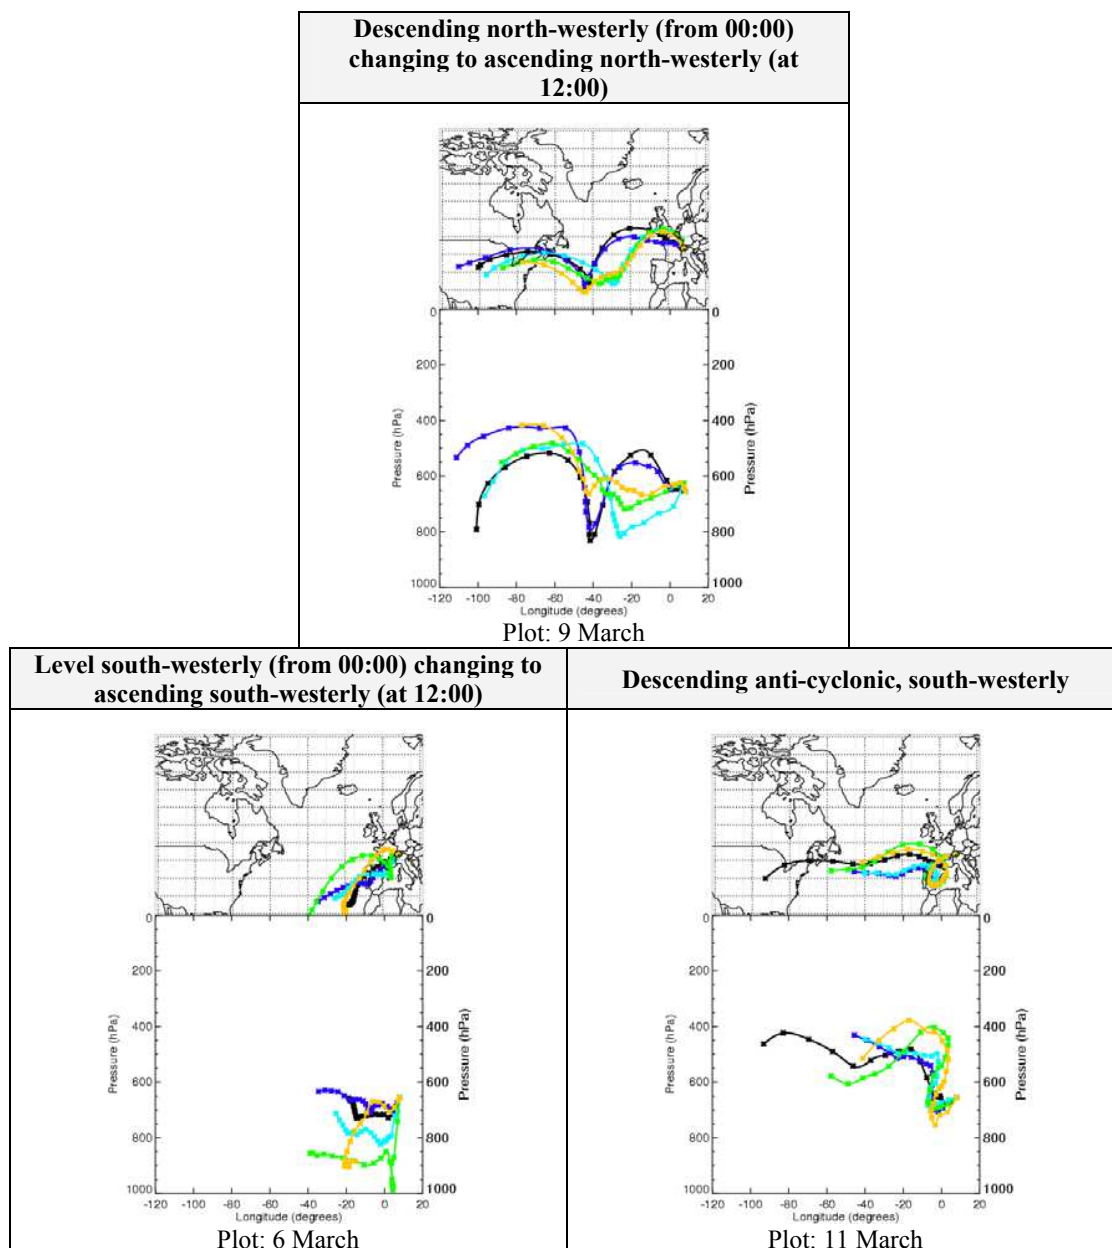 Descending north-westerly (from 00:00)
changing to ascending north-westerly (at
12:00)
0 0
200 200
400 400
600 600
800 800
1000 1000
Pressure (hPa)
Pressure (hPa)
-120 -100 -80 -60 -40 -20 0 20
Longitude (degrees)
Plot: 9 March
Level south-westerly (from 00:00) changing to
ascending south-westerly (at 12:00)
0 0
200 200
400 400
600 600
800 800
1000 1000
Pressure (hPa)
Pressure (hPa)
-120 -100 -80 -60 -40 -20 0 20
Longitude (degrees)
Plot: 6 March
Descending anti-cyclonic, south-westerly
0 0
200 200
400 400
600 600
800 800
1000 1000
Pressure (hPa)
Pressure (hPa)
-120 -100 -80 -60 -40 -20 0 20
Longitude (degrees)
Plot: 11 March